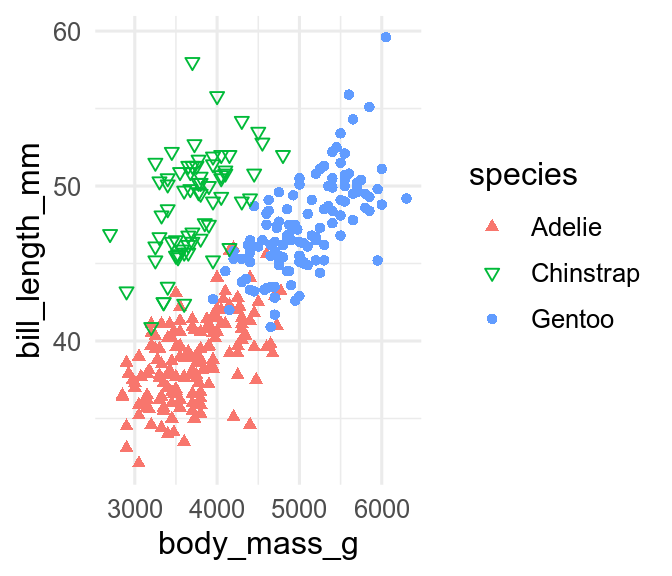 60
50
40
bill_length_mm
3000 4000 5000 6000
body_mass_g
species
Adelie
Chinstrap
Gentoo